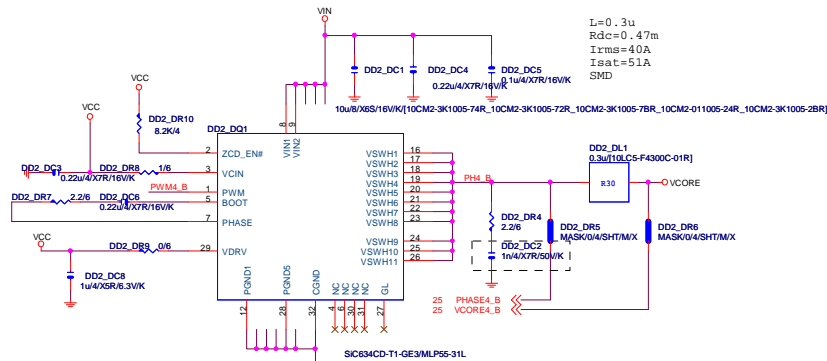 VIN
L=0.3u
Rdc=0.47m
Irms=40A
Isat=51A
SMD
VCC
VCC
DD2_DC1
DD2_DC4
0.22u/4/X7R/16V/K
DD2_DC5
0.1u/4/X7R/16V/K
10u/8/X6S/16V//K/[10CM2-3K1005-74R_10CM2-3K1005-72R_10CM2-3K1005-7BR_10CM2-011005-24R_10CM2-3K1005-2BR]
DD2_DR10
8.2K/4
DD2_DQ1
8
9
VIN1
VIN2
2
ZCD_EN#
DD2_DC3
0.22u/4/X7R/16V/K
DD2_DR8
1/6
3
VCIN
PWM4_B
1
PWM
DD2_DR7
2.2/6
DD2_DC6
0.22u/4/X7R/16V/K
5
BOOT
7
PHASE
VCC
DD2_DR9
0/6
29
VDRV
DD2_DC8
1u/4/X5R/6.3V/K
VSWH1
16
VSWH2
17
VSWH3
18
VSWH4
19
VSWH5
20
VSWH6
21
VSWH7
22
VSWH8
23
VSWH9
24
VSWH10
25
VSWH11
26
PH4_B
DD2_DL1
0.3u/[10LC5-F4300C-01R]
R30
VCORE
DD2_DR4
2.2/6
DD2_DC2
1n/4/X7R/50V/K
DD2_DR5
MASK/0/4/SHT/M/X
DD2_DR6
MASK/0/4/SHT/M/X
25 PHASE4_B
25 VCORE4_B
PGND1
PGND5
CGND
NC
NC
NC
NC
GL
12
28
32
4
6
30
31
27
SiC634CD-T1-GE3/MLP55-31L